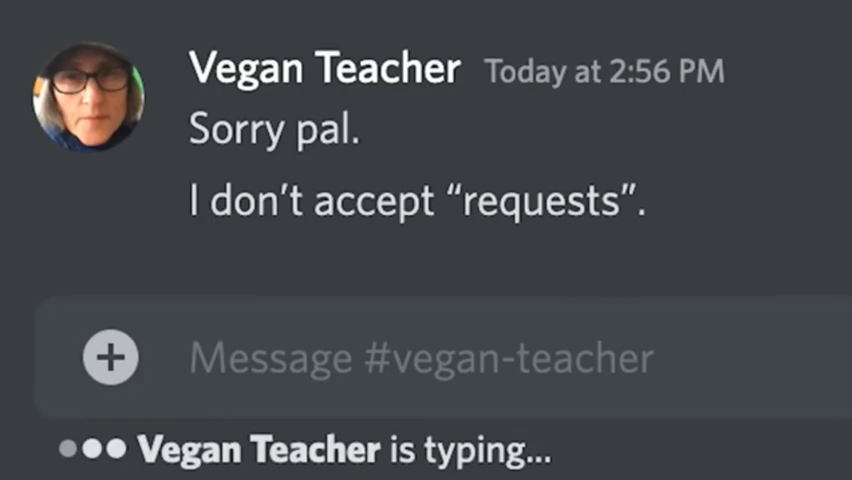 Vegan Teacher Today at 2:56 PM
Sorry pal.
I don’t accept “requests”.
Message #vegan-teacher
Vegan Teacher is typing...